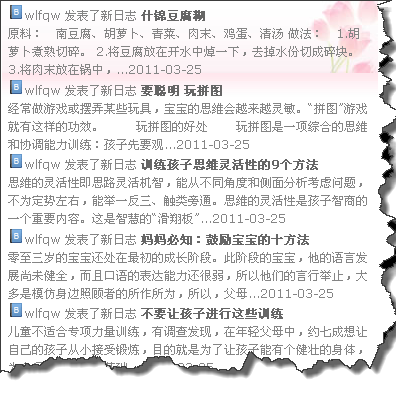 wlfqw 发表了新日志 什锦豆腐糊
原料： 南豆腐、胡萝卜、青菜、肉末、鸡蛋、清汤 做法： 1.胡
萝卜煮熟切碎。 2.将豆腐放在开水中焯一下，去掉水份切成碎块。
3.将肉末放在锅中，...2011-03-25
wlfqw 发表了新日志 要聪明 玩拼图
经常做游戏或摆弄某些玩具，宝宝的思维会越来越灵敏。“拼图”游戏
就有这样的功效。 玩拼图的好处 玩拼图是一项综合的思维
和协调能力训练：孩子先要观...2011-03-25
wlfqw 发表了新日志 训练孩子思维灵活性的9个方法
思维的灵活性即思路灵活机智，能从不同角度和侧面分析考虑问题，
不为定势左右，能举一反三、触类旁通。思维的灵活性是孩子智商的
一个重要内容。这是智慧的“滑翔板”...2011-03-25
wlfqw 发表了新日志 妈妈必知：鼓励宝宝的十方法
零至三岁的宝宝还处在最初的成长阶段。此阶段的宝宝，他的语言发
展尚未健全，而且口语的表达能力还很弱，所以他们的言行举止，大
多是模仿身边照顾者的所作所为，所以，父母...2011-03-25
wlfqw 发表了新日志 不要让孩子进行这些训练
儿童不适合专项力量训练，有调查发现，在年轻父母中，约七成想让
自己的孩子从小接受锻炼，目的就是为了让孩子能有个健壮的身体，